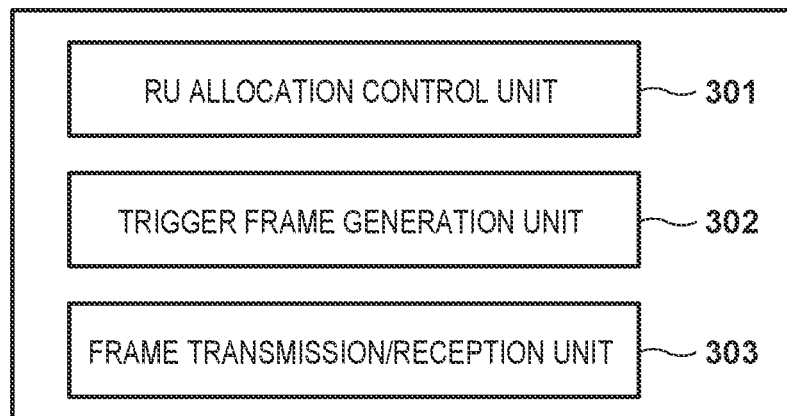 RU ALLOCATION CONTROL UNIT 301
TRIGGER FRAME GENERATION UNIT 302
FRAME TRANSMISSION/RECEPTION UNIT 303